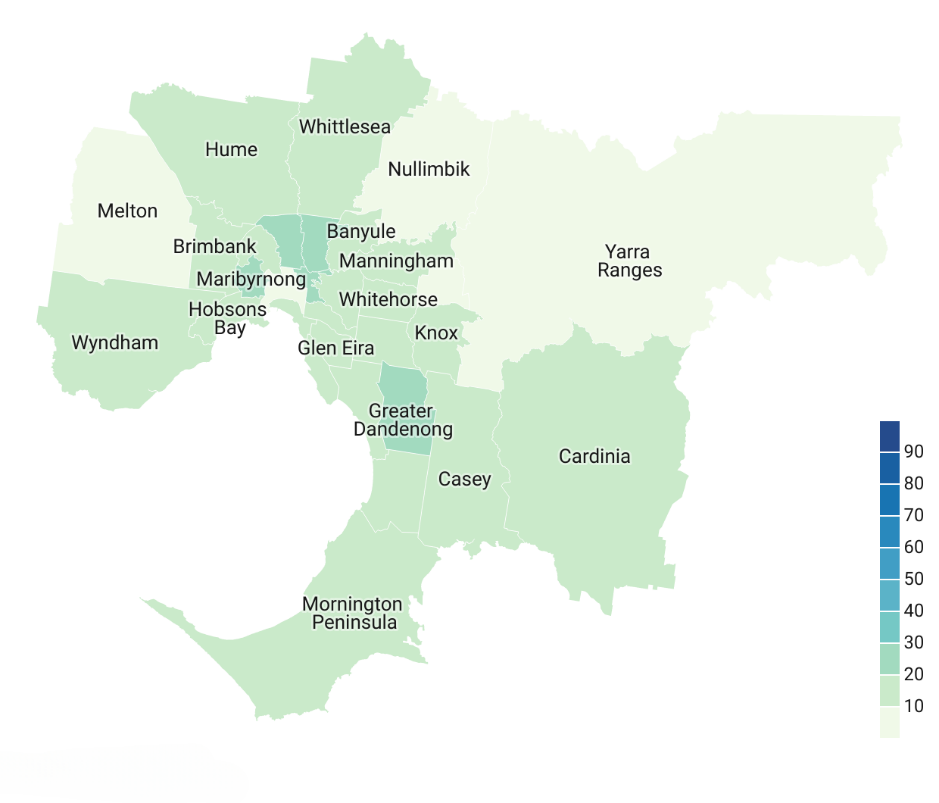 Whittlesea
Hume
Nullimbik
Melton
Banyule
Brimbank
Manningham
Yarra
Ranges
Maribyrnong
Whitehorse
Hobsons
Bay
Knox
Wyndham
Glen Eira
Greater
Dandenong
Cardinia
Casey
Mornington
Peninsula
90
80
70
60
50
40
30
20
10